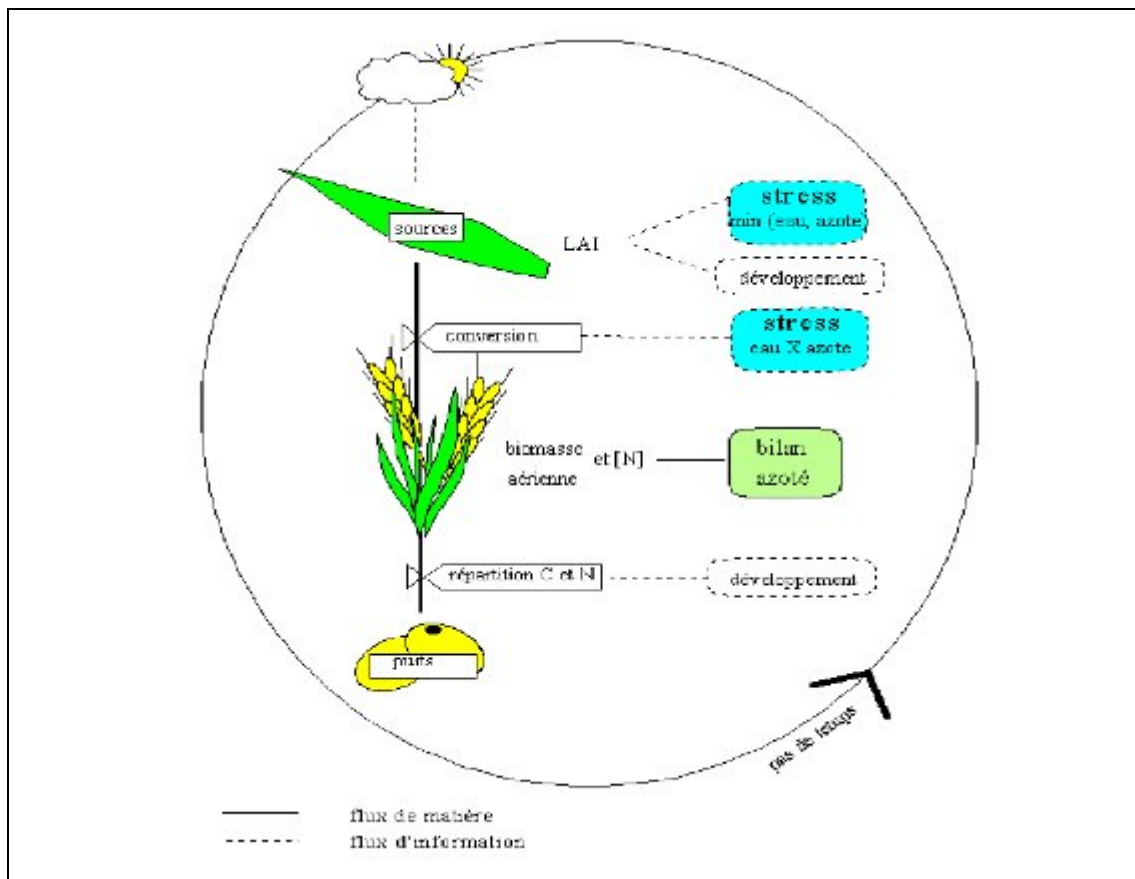 sources
LAI
stress
min (eau, azote)
développement
conversion
stress
eau X azote
biomasse
aérienne
et [N]
bilan
azoté
répartition C et N
développement
puits
pas de temps
flux de matière
flux d'information